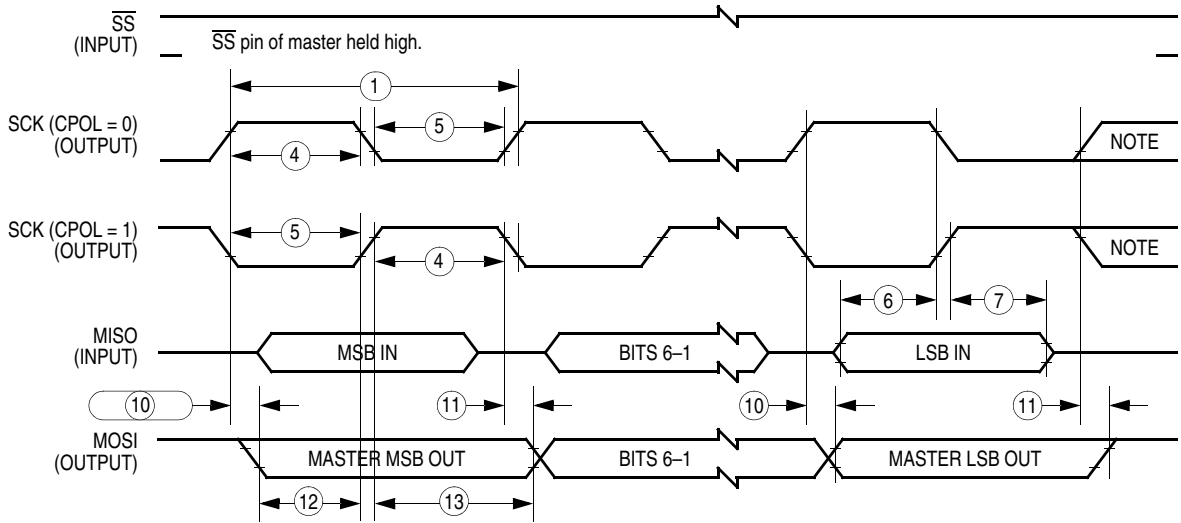 SS
(INPUT)
SS pin of master held high.
1
SCK (CPOL = 0)
(OUTPUT)
5
4
NOTE
SCK (CPOL = 1)
(OUTPUT)
5
4
NOTE
6
7
MISO
(INPUT)
MSB IN
BITS 6–1
LSB IN
10
11
10
11
MOSI
(OUTPUT)
MASTER MSB OUT
BITS 6–1
MASTER LSB OUT
12
13